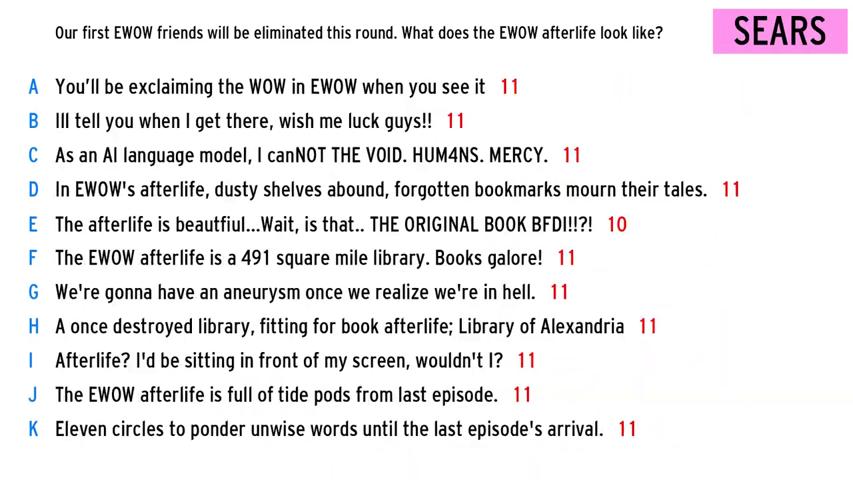 Our first EWOW friends will be eliminated this round. What does the EWOW afterlife look like?
SEARS
A You'll be exclaiming the WOW in EWOW when you see it 11
B Ill tell you when I get there, wish me luck guys!! 11
C As an AI language model, I canNOT THE VOID. HUM4NS. MERCY. 11
D In EWOW's afterlife, dusty shelves abound, forgotten bookmarks mourn their tales. 11
E The afterlife is beautfiul...Wait, is that.. THE ORIGINAL BOOK BFDI!!?! 10
F The EWOW afterlife is a 491 square mile library. Books galore! 11
G We're gonna have an aneurysm once we realize we're in hell. 11
H A once destroyed library, fitting for book afterlife; Library of Alexandria 11
I Afterlife? I'd be sitting in front of my screen, wouldn't I? 11
J The EWOW afterlife is full of tide pods from last episode. 11
K Eleven circles to ponder unwise words until the last episode's arrival. 11